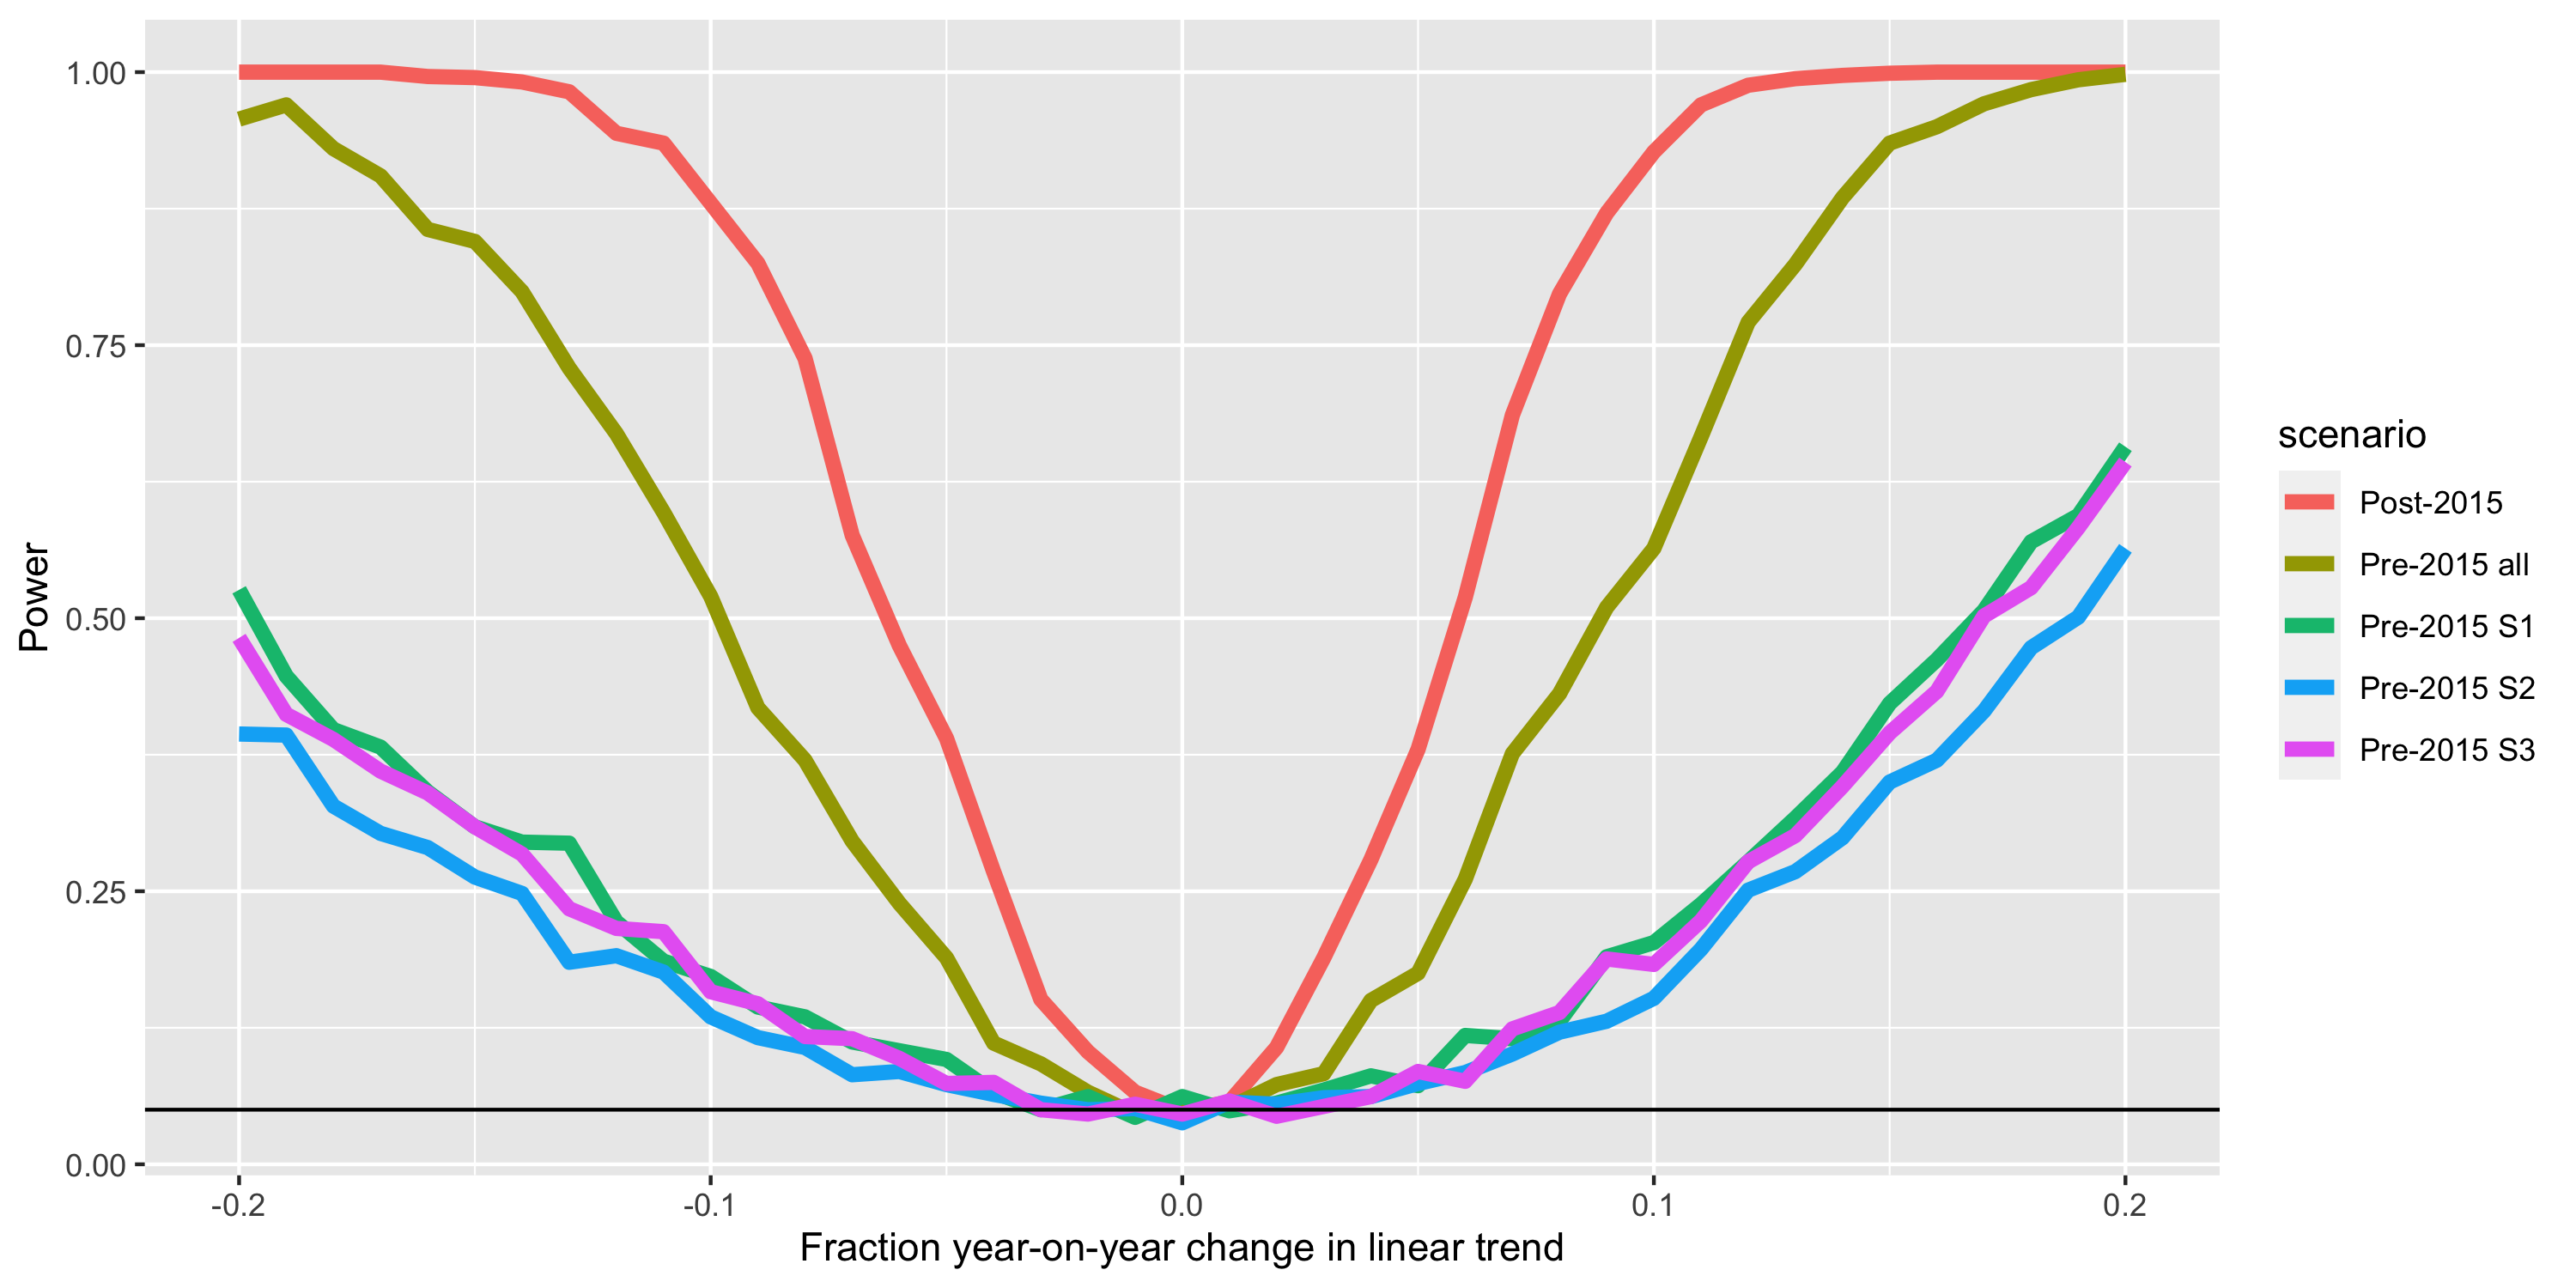 1.00
0.75
0.50
0.25
0.00
Power
-0.2
-0.1
0.0
0.1
0.2
Fraction year-on-year change in linear trend
scenario
Post-2015
Pre-2015 all
Pre-2015 S1
Pre-2015 S2
Pre-2015 S3